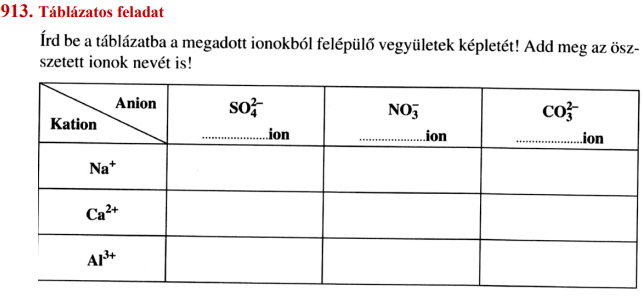 913. Táblázatos feladat
Írd be a táblázatba a megadott ionokból felépülő vegyületek képletét! Add meg az ösz-
szetett ionok nevét is!
Anion
Kation
SO₄²⁻
NO₃⁻
CO₃²⁻
......................ion
......................ion
......................ion
Na⁺
Ca²⁺
Al³⁺